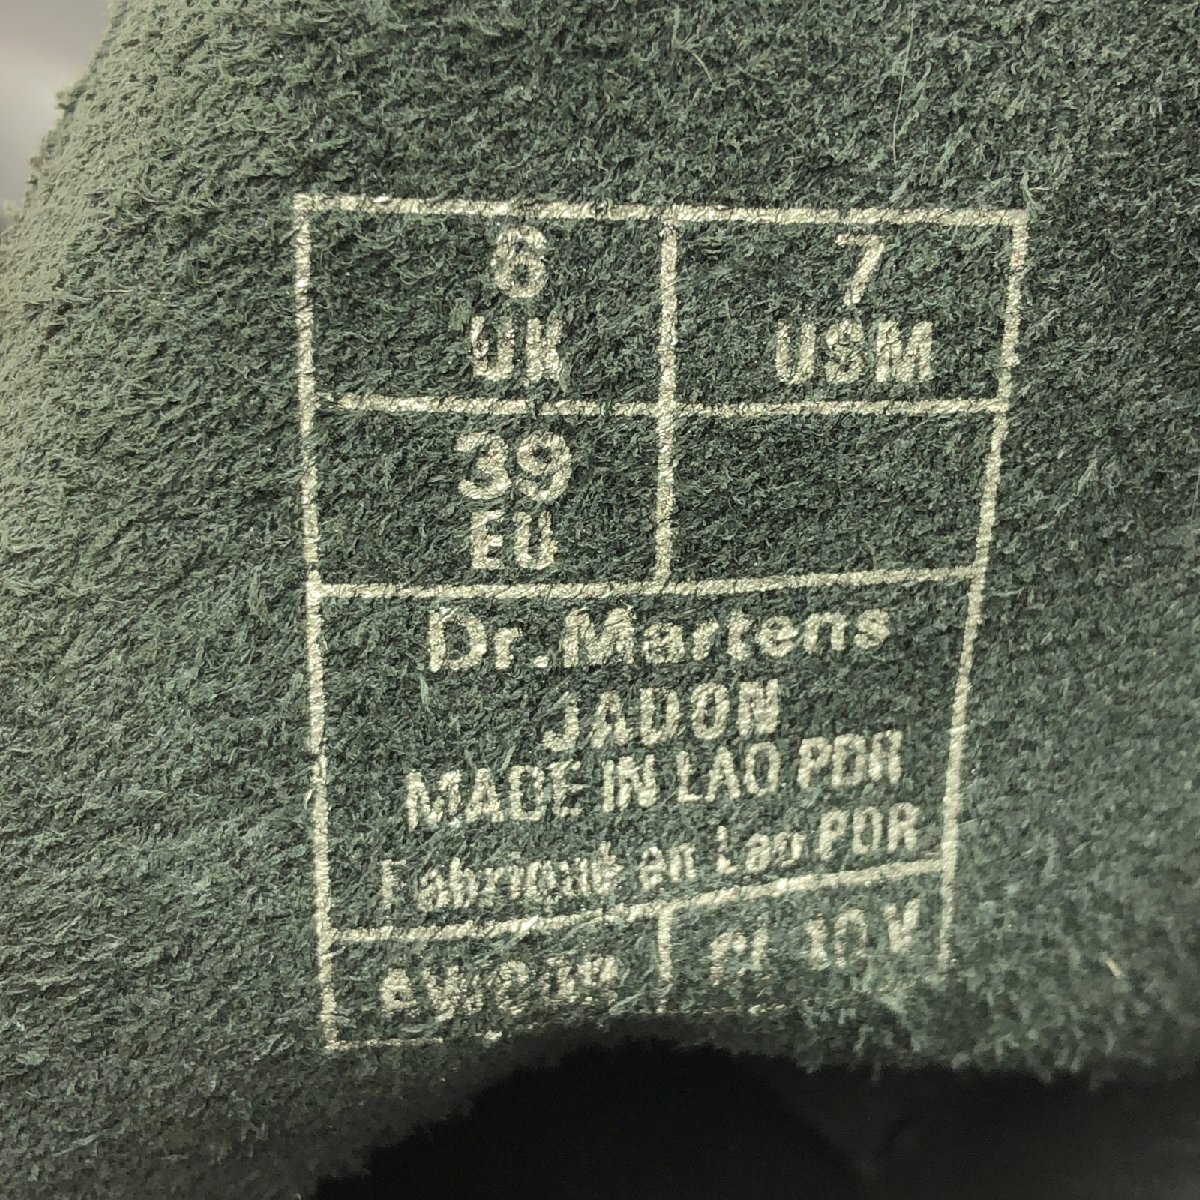 6 UK
7 USM
39 EU
Dr. Martens
JADON
MADE IN LAO PDR
Fabriqué en Lao PDR